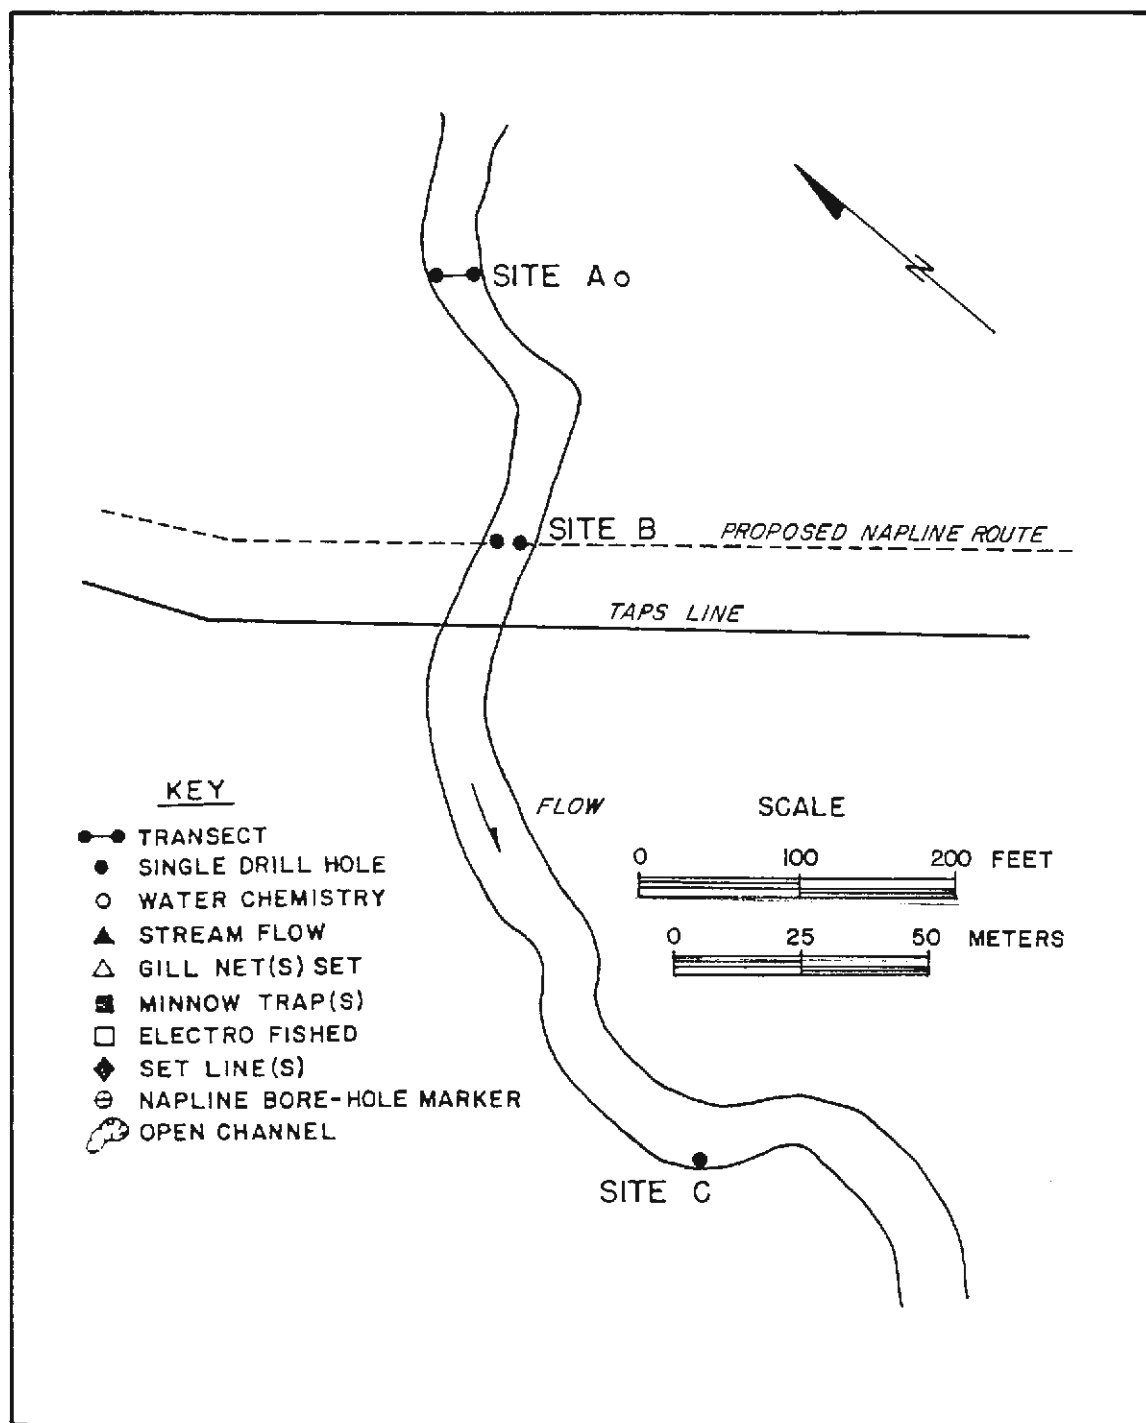 N
SITE A
SITE B
PROPOSED NAPLINE ROUTE
TAPS LINE
KEY
TRANSECT
SINGLE DRILL HOLE
WATER CHEMISTRY
STREAM FLOW
GILL NET(S) SET
MINNOW TRAP(S)
ELECTRO FISHED
SET LINE(S)
NAPLINE BORE-HOLE MARKER
OPEN CHANNEL
FLOW
SCALE
0 100 200 FEET
0 25 50 METERS
SITE C